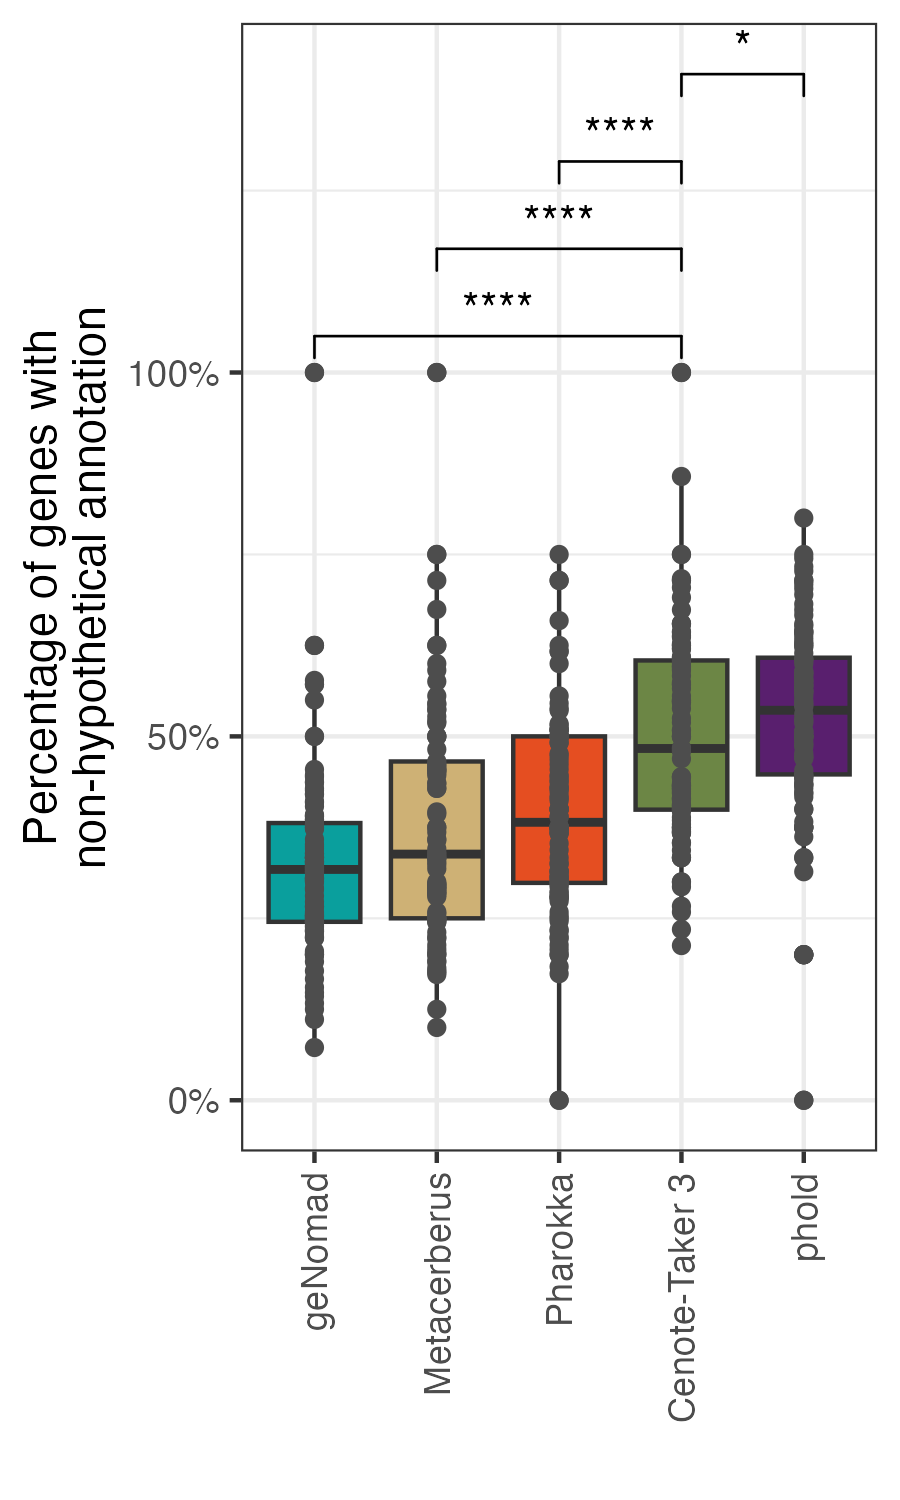 *
****
****
****
Percentage of genes with
non-hypothetical annotation
100%
50%
0%
geNomad
Metacerberus
Pharokka
Cenote-Taker 3
phold